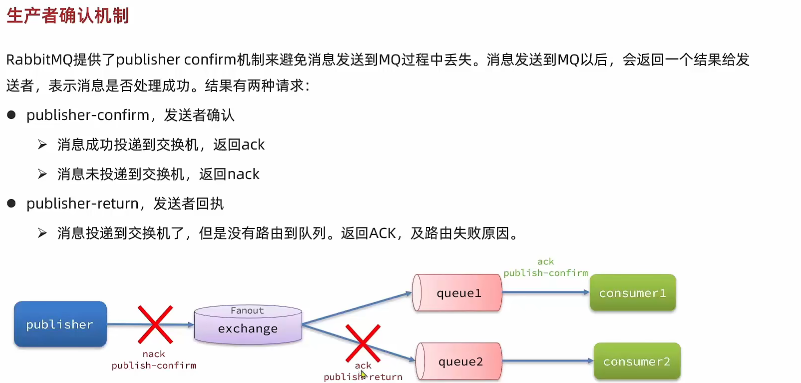 生产者确认机制
RabbitMQ提供了publisher confirm机制来避免消息发送到MQ过程中丢失。消息发送到MQ以后，会返回一个结果给发
送者，表示消息是否处理成功。结果有两种请求：
● publisher-confirm，发送者确认
➢ 消息成功投递到交换机，返回ack
➢ 消息未投递到交换机，返回nack
● publisher-return，发送者回执
➢ 消息投递到交换机了，但是没有路由到队列。返回ACK，及路由失败原因。
ack
publish-confirm
queue1
consumer1
Fanout
publisher
exchange
nack
publish-confirm
queue2
consumer2
ack
publish-return